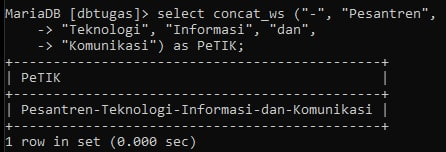 MariaDB [dbtugas]> select concat_ws ("-", "Pesantren",
    -> "Teknologi", "Informasi", "dan",
    -> "Komunikasi") as PeTIK;
+-----------------------------------------+
| PeTIK                                   |
+-----------------------------------------+
| Pesantren-Teknologi-Informasi-dan-Komunikasi |
+-----------------------------------------+
1 row in set (0.000 sec)